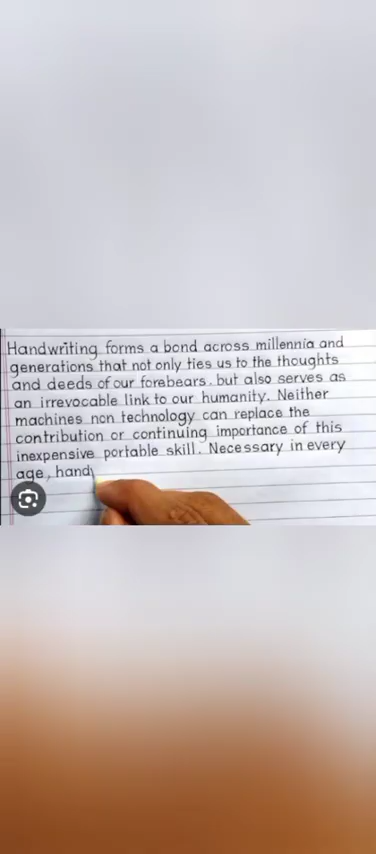 Handwriting forms a bond across millennia and
generations that not only ties us to the thoughts
and deeds of our forebears, but also serves as
an irrevocable link to our humanity. Neither
machines non technology can replace the
contribution or continuing importance of this
inexpensive portable skill. Necessary in every
age, hand